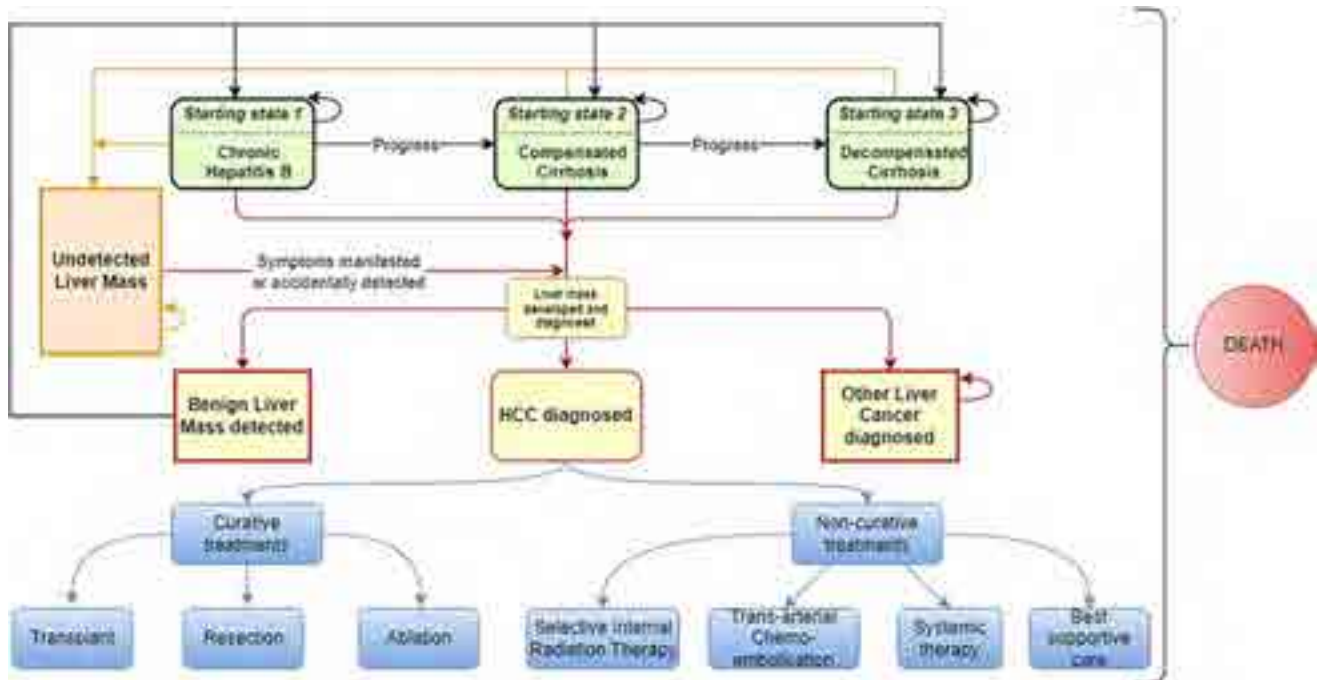 Starting state 1
Chronic
Hepatitis B
Progress
Starting state 2
Compensated
Cirrhosis
Progress
Starting state 3
Decompensated
Cirrhosis
Undetected
Liver Mass
Symptoms manifested
or accidentally detected
Liver mass
developed and
diagnosed
DEATH
Benign Liver
Mass detected
HCC diagnosed
Other Liver
Cancer
diagnosed
Curative
treatments
Non-curative
treatments
Transplant
Resection
Ablation
Selective Internal
Radiation Therapy
Trans-arterial
Chemo-
embolisation
Systemic
therapy
Best
supportive
care